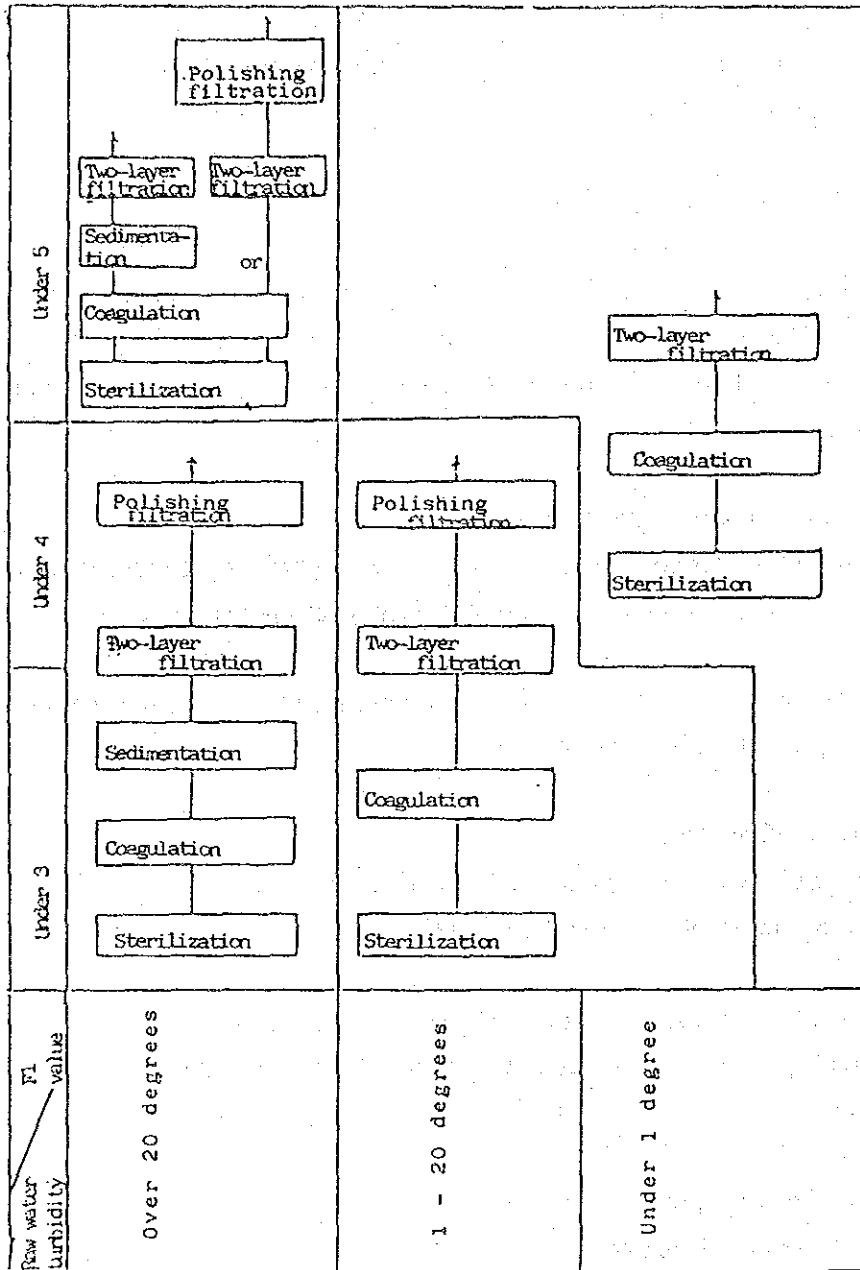 Polishing
filtration
Two-layer
filtration
Two-layer
filtration
Sedimenta-
tion
or
Coagulation
Sterilization
Under 5
Two-layer
filtration
Coagulation
Sterilization
Polishing
filtration
Polishing
filtration
Under 4
Two-layer
filtration
Two-layer
filtration
Sedimentation
Coagulation
Coagulation
Under 3
Sterilization
Sterilization
Raw water
turbidity
FI
value
Over 20 degrees
1 - 20 degrees
Under 1 degree